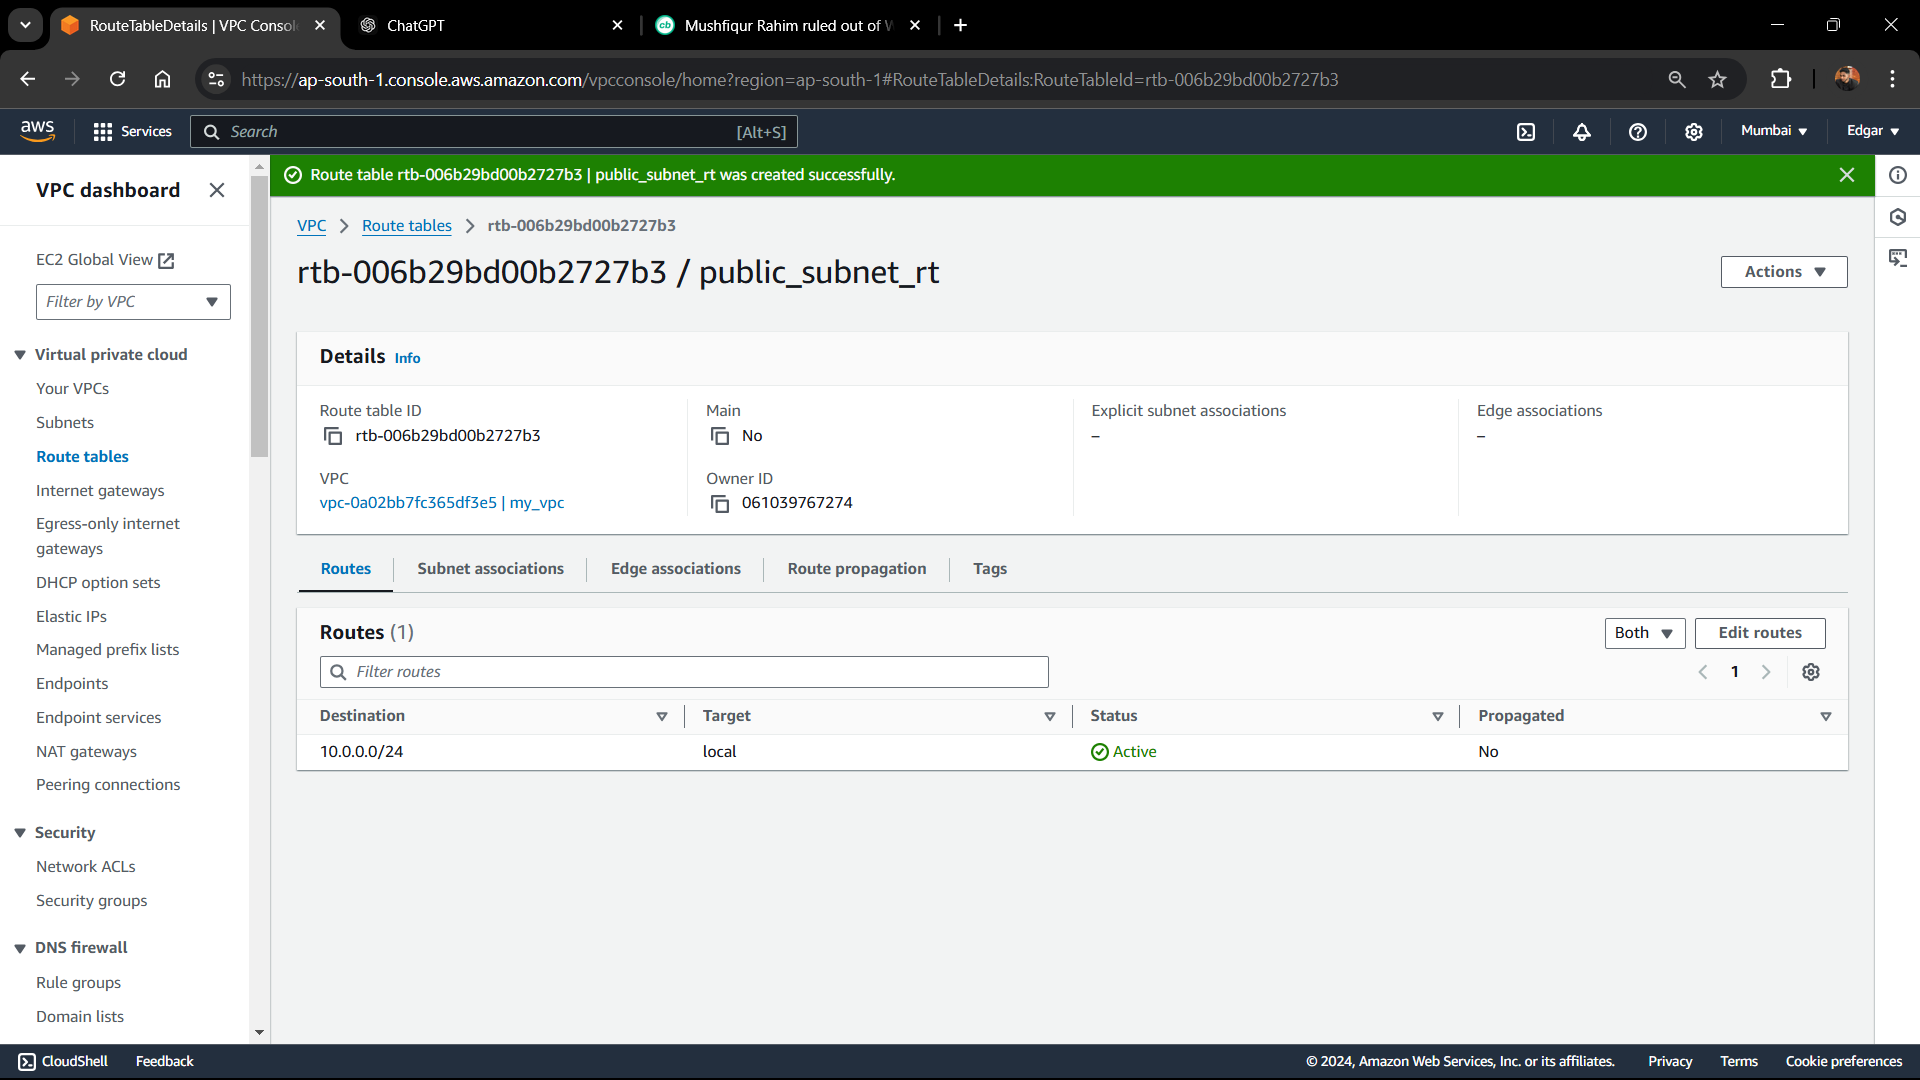 RouteTableDetails | VPC Consol
ChatGPT
cb Mushfiqur Rahim ruled out of W
https://ap-south-1.console.aws.amazon.com/vpcconsole/home?region=ap-south-1#RouteTableDetails:RouteTableId=rtb-006b29bd00b2727b3
aws
Services
Search
[Alt+S]
Mumbai
Edgar
VPC dashboard
EC2 Global View
Filter by VPC
Virtual private cloud
Your VPCs
Subnets
Route tables
Internet gateways
Egress-only internet
gateways
DHCP option sets
Elastic IPs
Managed prefix lists
Endpoints
Endpoint services
NAT gateways
Peering connections
Security
Network ACLs
Security groups
DNS firewall
Rule groups
Domain lists
Route table rtb-006b29bd00b2727b3 | public_subnet_rt was created successfully.
VPC > Route tables > rtb-006b29bd00b2727b3
rtb-006b29bd00b2727b3 / public_subnet_rt
Actions
Details Info
Route table ID
rtb-006b29bd00b2727b3
Main
No
Explicit subnet associations
–
Edge associations
–
VPC
vpc-0a02bb7fc365df3e5 | my_vpc
Owner ID
061039767274
Routes
Subnet associations
Edge associations
Route propagation
Tags
Routes (1)
Both
Edit routes
Filter routes
1
Destination Target Status Propagated
10.0.0.0/24 local Active No
CloudShell Feedback
© 2024, Amazon Web Services, Inc. or its affiliates. Privacy Terms Cookie preferences